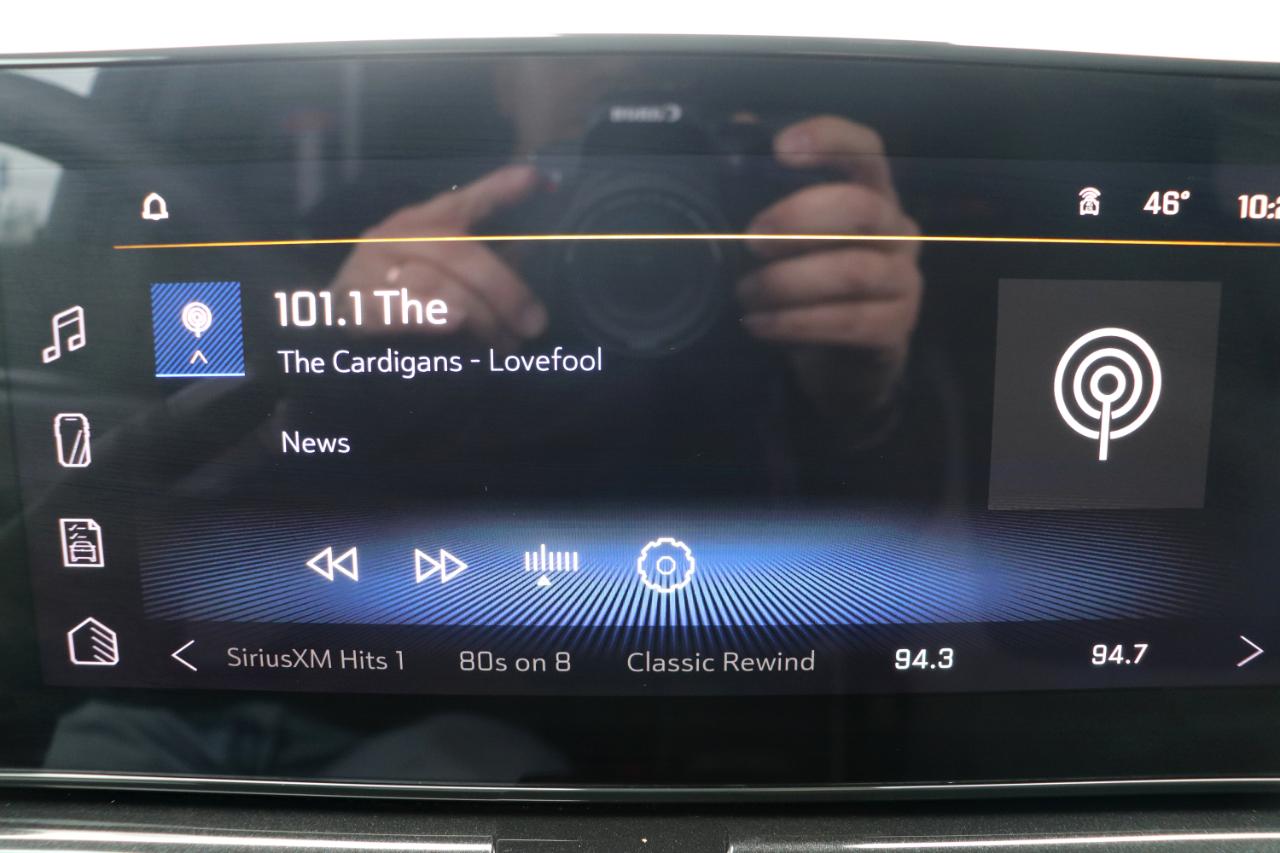 46°
101.1 The
The Cardigans - Lovefool
News
SiriusXM Hits 1 80s on 8 Classic Rewind 94.3 94.7